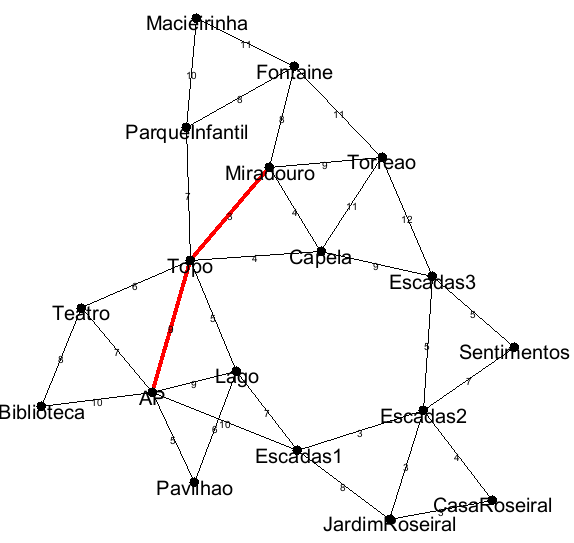 Macieirinha
11
Fontaine
10
8
ParqueInfantil
11
8
Torreao
9
Miradouro
7
4
11
12
Topo
4
Capela
9
Escadas3
6
5
Teatro
5
Sentimentos
7
8
5
7
Lago
9
AP
10
Biblioteca
7
Escadas2
10
6
3
5
Escadas1
4
3
Pavilhao
8
CasaRoseiral
3
JardimRoseiral